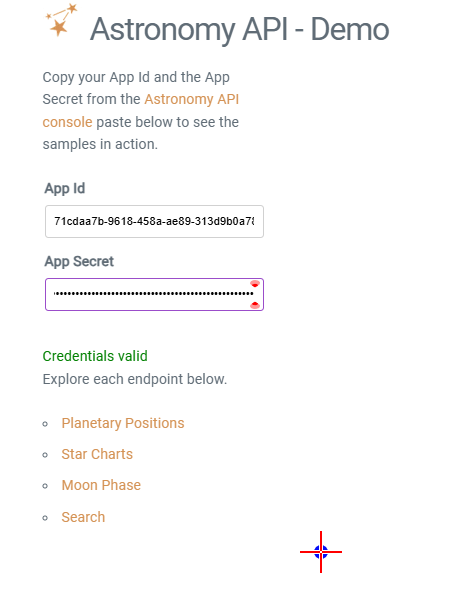 Astronomy API - Demo
Copy your App Id and the App
Secret from the Astronomy API
console paste below to see the
samples in action.
App Id
71cdaa7b-9618-458a-ae89-313d9b0a78
App Secret
Credentials valid
Explore each endpoint below.
Planetary Positions
Star Charts
Moon Phase
Search